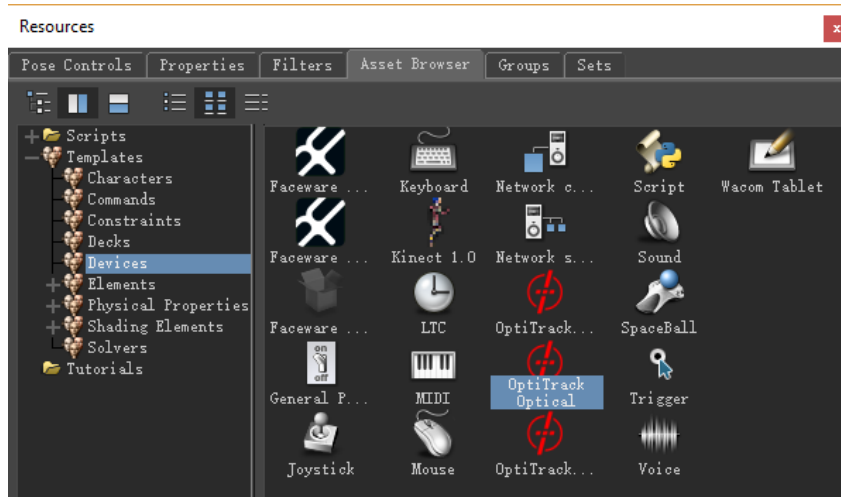 Resources
x
Pose Controls Properties Filters Asset Browser Groups Sets
Scripts
Templates
Characters
Commands
Constraints
Decks
Devices
Elements
Physical Properties
Shading Elements
Solvers
Tutorials
Faceware ... Keyboard Network c... Script Wacom Tablet
Faceware ... Kinect 1.0 Network s... Sound
Faceware ... LTC OptiTrack... SpaceBall
on
off
General P... MIDI OptiTrack Optical Trigger
Joystick Mouse OptiTrack... Voice